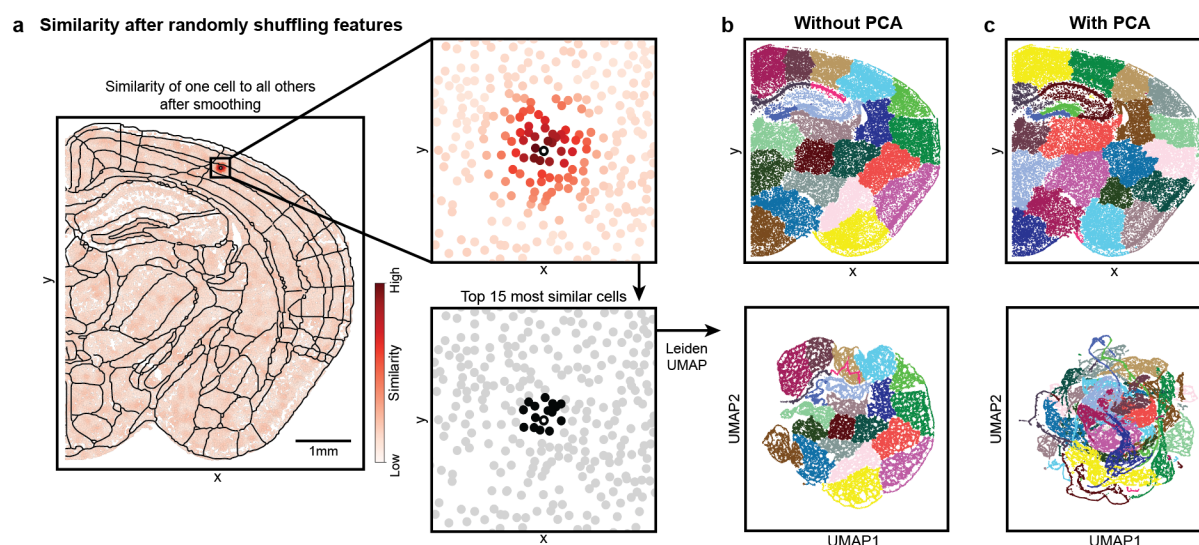 a Similarity after randomly shuffling features
Similarity of one cell to all others
after smoothing
y
x
High
Similarity
Low
1mm
y
x
Top 15 most similar cells
y
x
Leiden
UMAP
b Without PCA
y
x
UMAP2
UMAP1
c With PCA
y
x
UMAP2
UMAP1